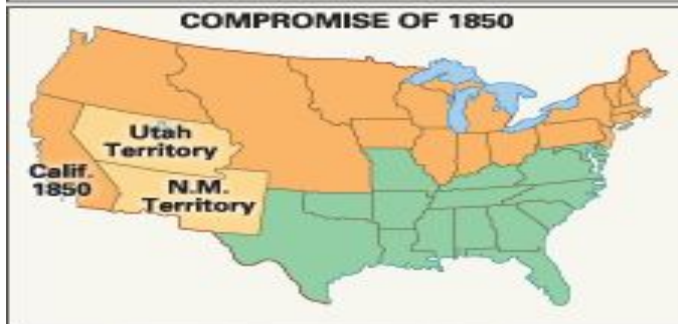 COMPROMISE OF 1850
Utah
Territory
Calif.
1850
N.M.
Territory